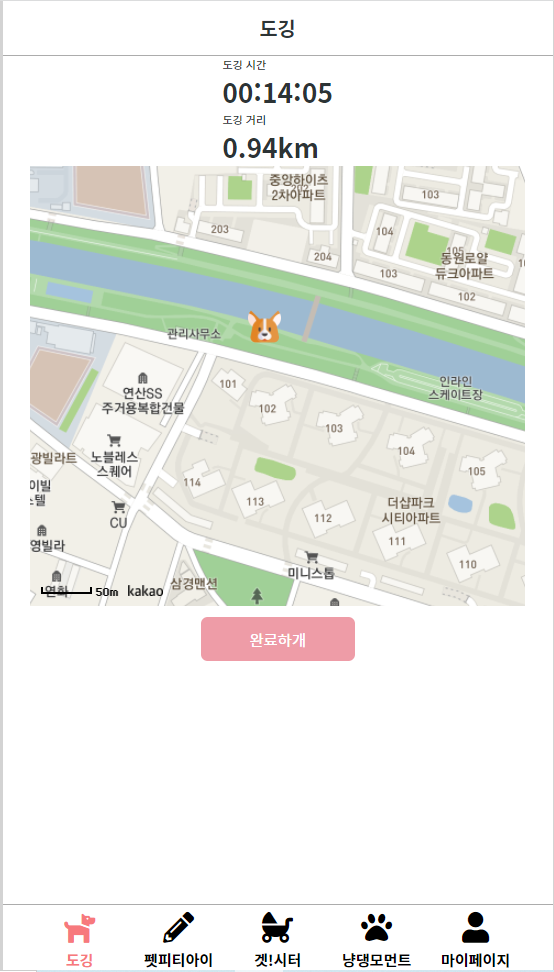 도깅
도깅 시간
00:14:05
도깅 거리
0.94km
중앙하이츠
2차아파트
103
203
204
104
105
동원로얄
듀크아파트
103
102
관리사무소
인라인
스케이트장
연산SS
주거용복합건물
101
102
103
104
105
노블레스
스퀘어
광빌라트
이빌
스텔
영빌라
CU
114
113
112
더샵파크
시티아파트
111
110
미니스톱
삼경맨션
연화
50m kakao
완료하기
도깅
펫피티아이
겟!시터
냥댕모먼트
마이페이지